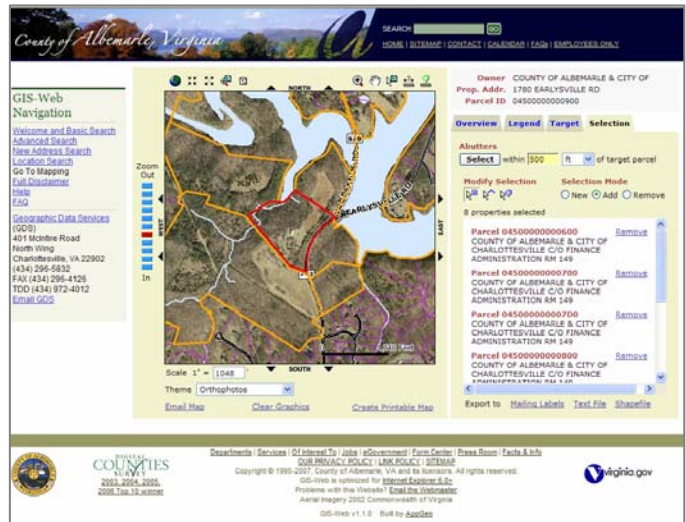 County of Albemarle, Virginia
SEARCH GO
HOME | SITEMAP | CONTACT | CALENDAR | FAQs | EMPLOYEES ONLY
GIS-Web
Navigation
Welcome and Basic Search
Advanced Search
New Address Search
Location Search
Go To Mapping
Full Disclaimer
Help
FAQ
Geographic Data Services
(GDS)
401 McIntire Road
North Wing
Charlottesville, VA 22902
(434) 296-5832
FAX (434) 296-4126
TDD (434) 972-4012
Email GDS
Zoom
Out
In
NORTH
WEST
EAST
SOUTH
EARLYSVILLE RD
Scale 1" = 1048 '
Theme Orthophotos
Email Map Clear Graphics Create Printable Map
Owner COUNTY OF ALBEMARLE & CITY OF
Prop. Addr. 1780 EARLYSVILLE RD
Parcel ID 04500000000900
Overview Legend Target Selection
Abutters
Select within 500 ft of target parcel
Modify Selection Selection Mode
New Add Remove
8 properties selected
Parcel 04500000000600 Remove
COUNTY OF ALBEMARLE & CITY OF
CHARLOTTESVILLE C/O FINANCE
ADMINISTRATION RM 149
Parcel 04500000000700 Remove
COUNTY OF ALBEMARLE & CITY OF
CHARLOTTESVILLE C/O FINANCE
ADMINISTRATION RM 149
Parcel 045000000007D0 Remove
COUNTY OF ALBEMARLE & CITY OF
CHARLOTTESVILLE C/O FINANCE
ADMINISTRATION RM 149
Parcel 04500000000800 Remove
COUNTY OF ALBEMARLE & CITY OF
CHARLOTTESVILLE C/O FINANCE
ADMINISTRATION RM 149
Export to Mailing Labels Text File Shapefile
DIGITAL
COUNTIES
SURVEY
2003, 2004, 2005,
2006 Top 10 winner
Departments | Services | Of Interest To | Jobs | eGovernment | Form Center | Press Room | Facts & Info
OUR PRIVACY POLICY | LINK POLICY | SITEMAP
Copyright © 1995-2007, County of Albemarle, VA and its licensors. All rights reserved.
GIS-Web is optimized for Internet Explorer 6.0+
Problems with this Website? Email the Webmaster
Aerial Imagery 2002 Commonwealth of Virginia
GIS-Web v1.1.0 Built by AppGeo
virginia.gov